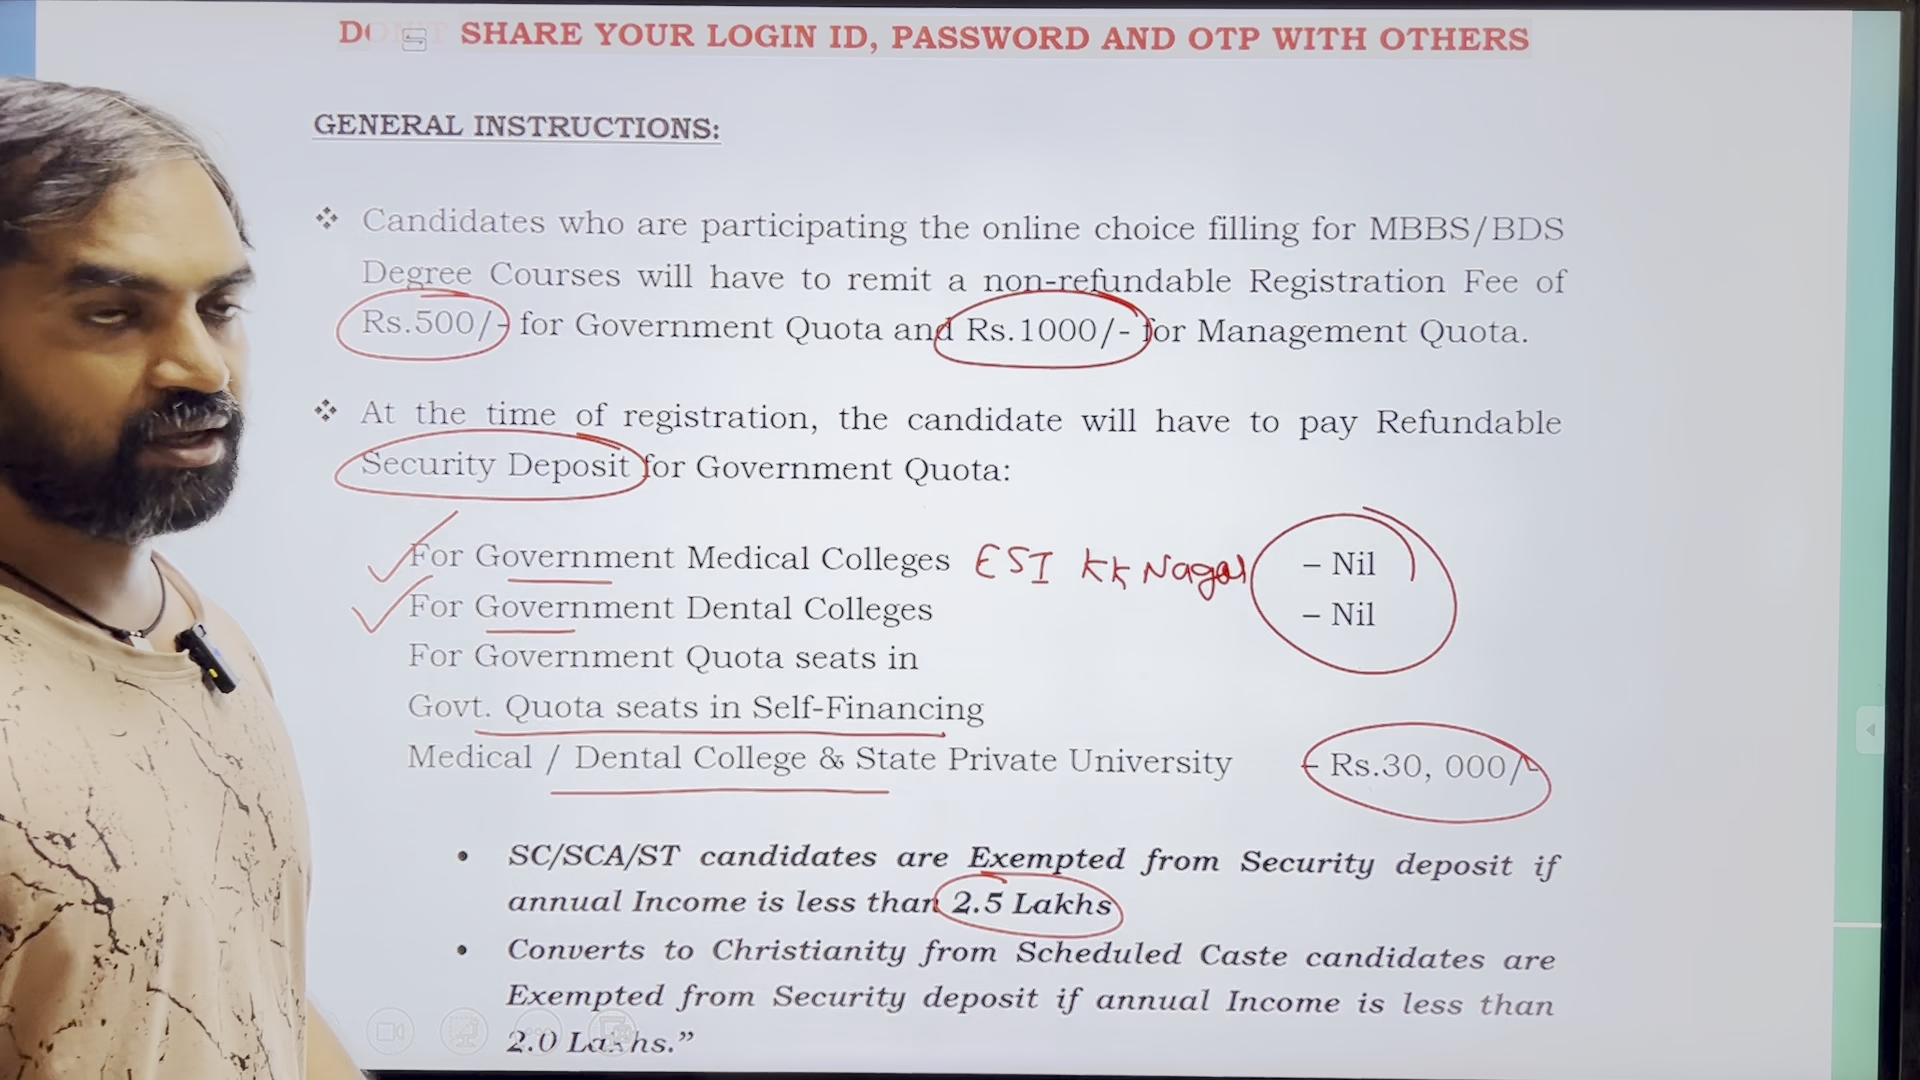 DON'T SHARE YOUR LOGIN ID, PASSWORD AND OTP WITH OTHERS
GENERAL INSTRUCTIONS:
❖ Candidates who are participating the online choice filling for MBBS/BDS
Degree Courses will have to remit a non-refundable Registration Fee of
Rs.500/- for Government Quota and Rs.1000/- for Management Quota.
❖ At the time of registration, the candidate will have to pay Refundable
Security Deposit for Government Quota:
For Government Medical Colleges ESI KK Nagar – Nil
For Government Dental Colleges – Nil
For Government Quota seats in
Govt. Quota seats in Self-Financing
Medical / Dental College & State Private University – Rs.30, 000/-
• SC/SCA/ST candidates are Exempted from Security deposit if
annual Income is less than 2.5 Lakhs
• Converts to Christianity from Scheduled Caste candidates are
Exempted from Security deposit if annual Income is less than
2.0 Lakhs.”